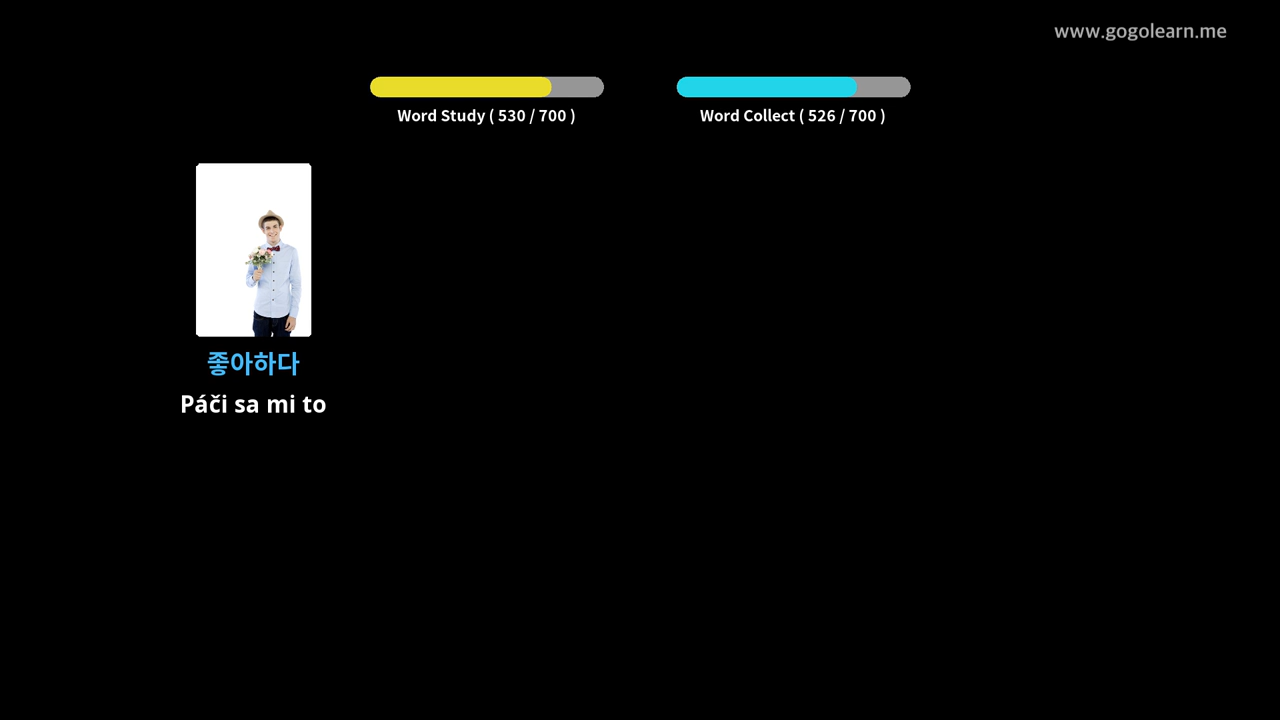 www.gogolearn.me
Word Study ( 530 / 700 )
Word Collect ( 526 / 700 )
좋아하다
Páči sa mi to